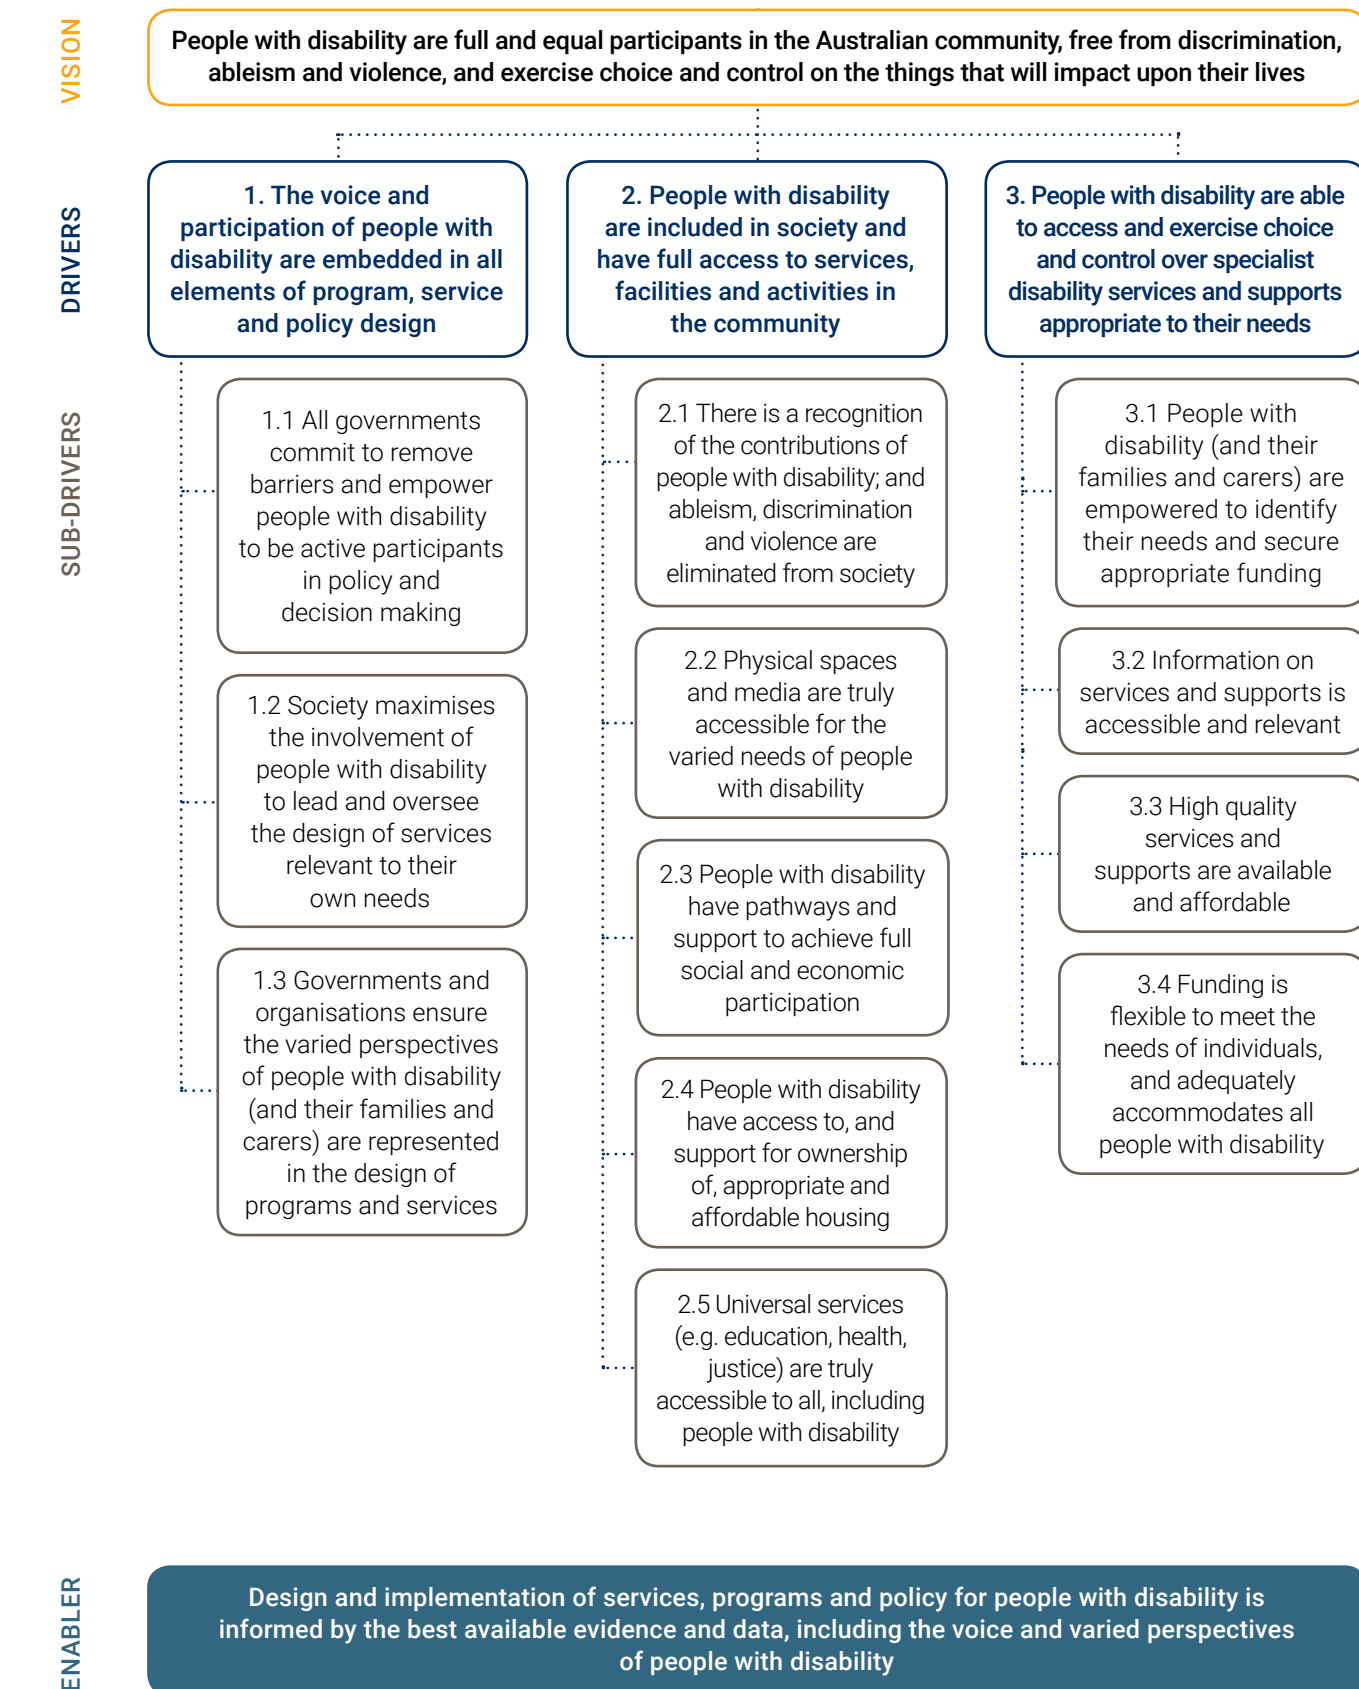 VISION
People with disability are full and equal participants in the Australian community, free from discrimination,
ableism and violence, and exercise choice and control on the things that will impact upon their lives
DRIVERS
1. The voice and
participation of people with
disability are embedded in all
elements of program, service
and policy design
2. People with disability
are included in society and
have full access to services,
facilities and activities in
the community
3. People with disability are able
to access and exercise choice
and control over specialist
disability services and supports
appropriate to their needs
SUB-DRIVERS
1.1 All governments
commit to remove
barriers and empower
people with disability
to be active participants
in policy and
decision making
1.2 Society maximises
the involvement of
people with disability
to lead and oversee
the design of services
relevant to their
own needs
1.3 Governments and
organisations ensure
the varied perspectives
of people with disability
(and their families and
carers) are represented
in the design of
programs and services
2.1 There is a recognition
of the contributions of
people with disability; and
ableism, discrimination
and violence are
eliminated from society
2.2 Physical spaces
and media are truly
accessible for the
varied needs of people
with disability
2.3 People with disability
have pathways and
support to achieve full
social and economic
participation
2.4 People with disability
have access to, and
support for ownership
of, appropriate and
affordable housing
2.5 Universal services
(e.g. education, health,
justice) are truly
accessible to all, including
people with disability
3.1 People with
disability (and their
families and carers) are
empowered to identify
their needs and secure
appropriate funding
3.2 Information on
services and supports is
accessible and relevant
3.3 High quality
services and
supports are available
and affordable
3.4 Funding is
flexible to meet the
needs of individuals,
and adequately
accommodates all
people with disability
ENABLER
Design and implementation of services, programs and policy for people with disability is
informed by the best available evidence and data, including the voice and varied perspectives
of people with disability